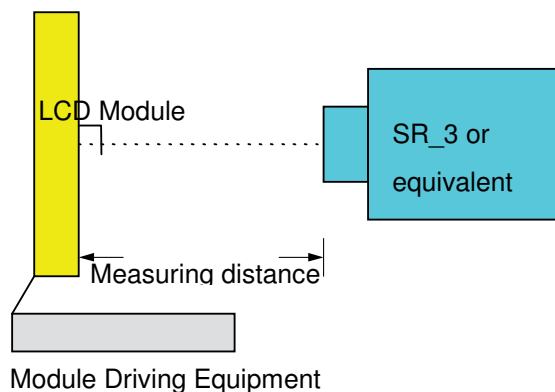 LCD Module
SR_3 or
equivalent
Measuring distance
Module Driving Equipment